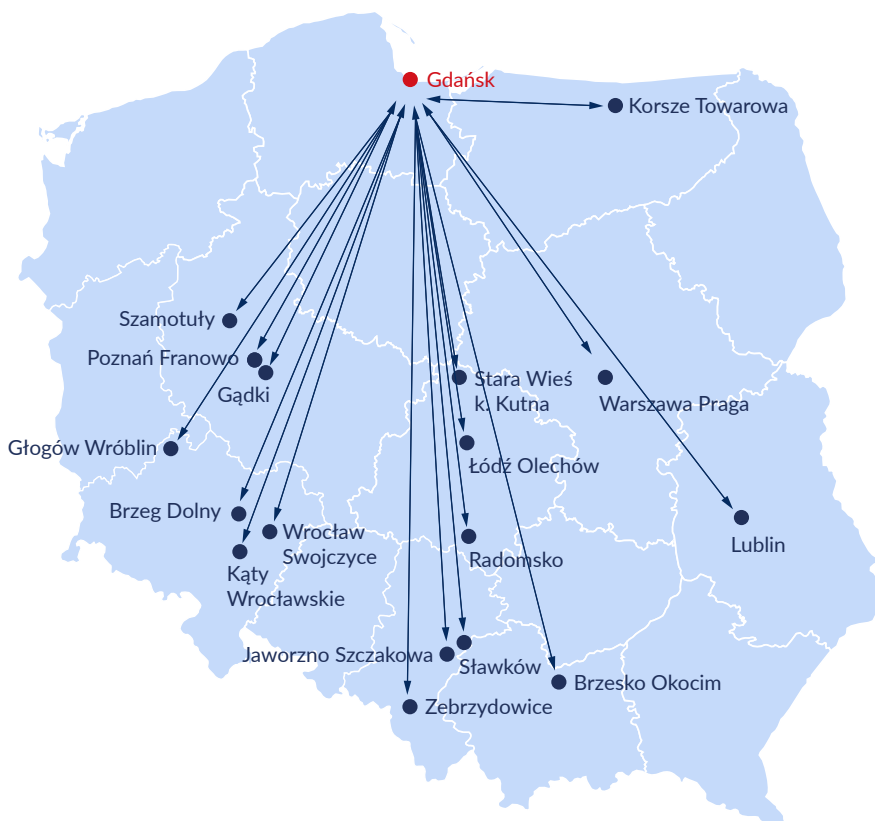 Gdańsk
Korsze Towarowa
Szamotuły
Poznań Franowo
Gądki
Stara Wieś
k. Kutna
Warszawa Praga
Głogów Wróblin
Łódź Olechów
Brzeg Dolny
Wrocław
Swojczyce
Kąty
Wrocławskie
Radomsko
Lublin
Jaworzno Szczakowa
Sławków
Brzesko Okocim
Zebrzydowice